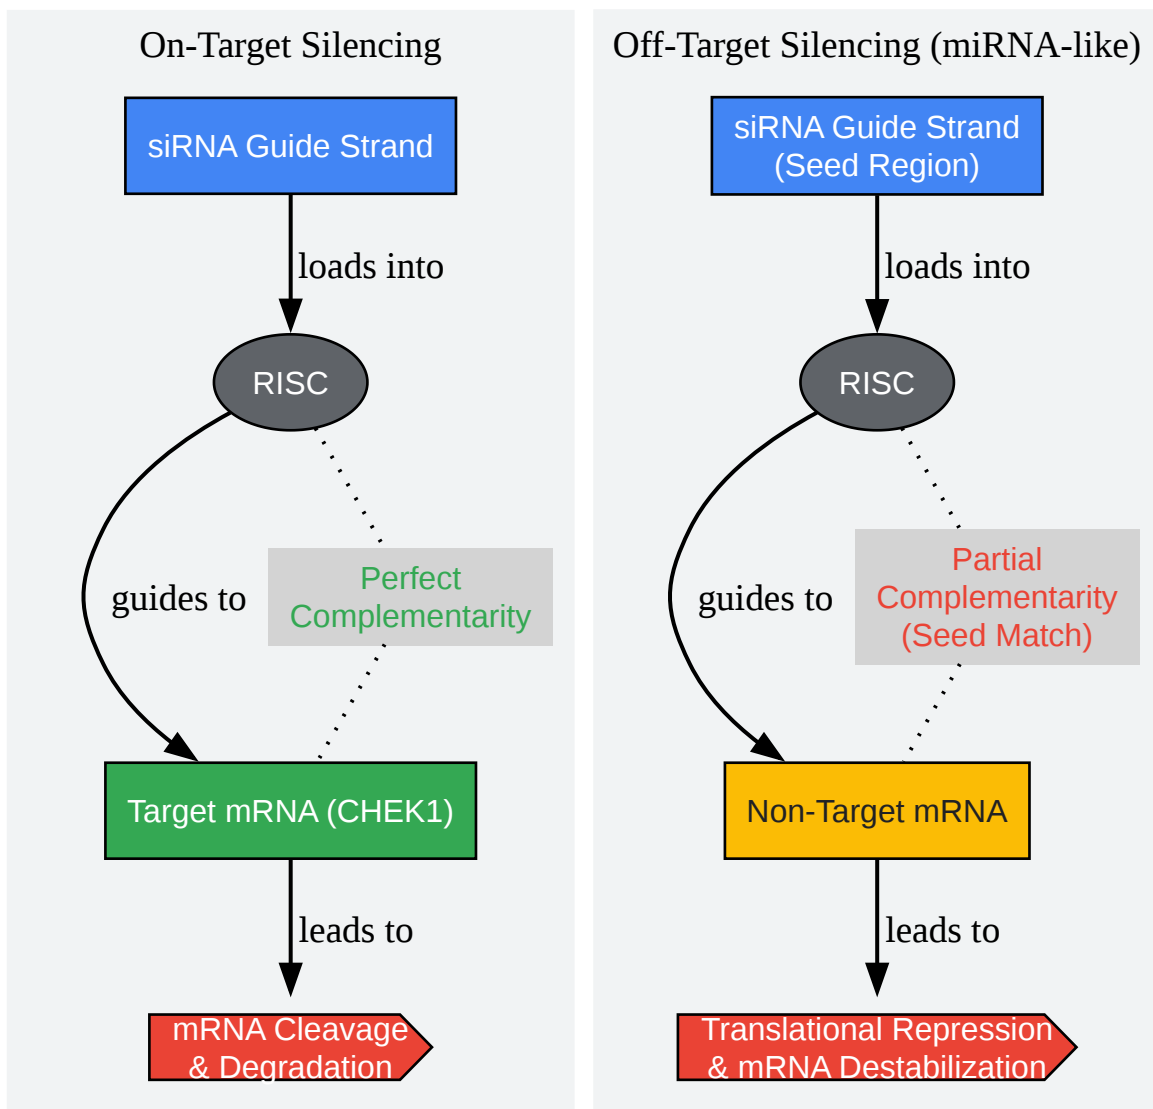 On-Target Silencing
siRNA Guide Strand
loads into
RISC
guides to
Perfect
Complementarity
Target mRNA (CHEK1)
leads to
mRNA Cleavage
& Degradation
Off-Target Silencing (miRNA-like)
siRNA Guide Strand
(Seed Region)
loads into
RISC
guides to
Partial
Complementarity
(Seed Match)
Non-Target mRNA
leads to
Translational Repression
& mRNA Destabilization